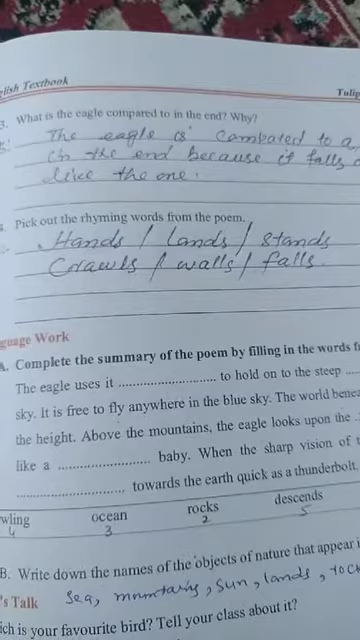 glish Textbook
Tulip
3. What is the eagle compared to in the end? Why?
The eagle is compated to a
in the end because it falls
like the one.
Pick out the rhyming words from the poem.
Hands / lands / stands
Crawls / walls / falls
guage Work
A. Complete the summary of the poem by filling in the words fr
The eagle uses it .............................. to hold on to the steep .....
sky. It is free to fly anywhere in the blue sky. The world benea
the height. Above the mountains, the eagle looks upon the
like a ............................ baby. When the sharp vision of t
................................ towards the earth quick as a thunderbolt.
wling ocean rocks descends
4 3 2 5
B. Write down the names of the objects of nature that appear i
's Talk
Sea, mountains, sun, lands, rock
ich is your favourite bird? Tell your class about it?